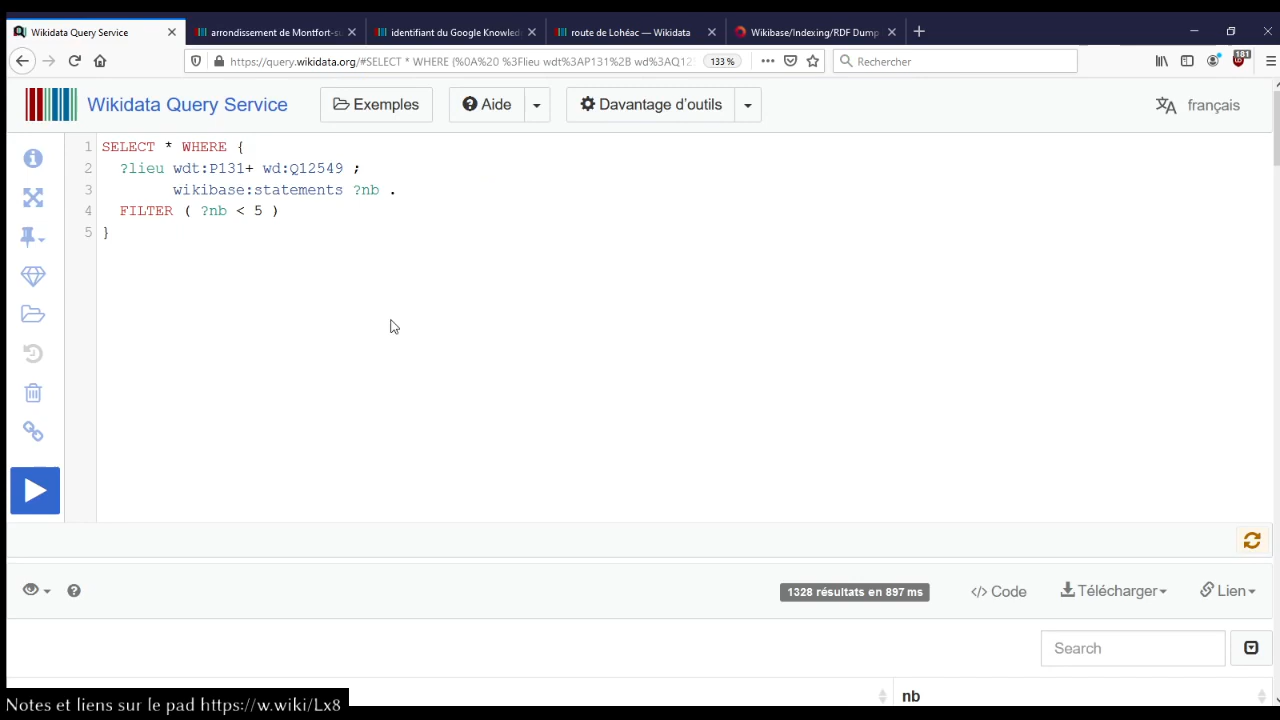 Wikidata Query Service
arrondissement de Montfort-su
identifiant du Google Knowled
route de Lohéac — Wikidata
Wikibase/Indexing/RDF Dump
https://query.wikidata.org/#SELECT * WHERE {%0A%20 %3Flieu wdt%3AP131%2B wd%3AQ125
133 %
Rechercher
181
Wikidata Query Service
Exemples
Aide
Davantage d'outils
français
1 SELECT * WHERE {
2 ?lieu wdt:P131+ wd:Q12549 ;
3 wikibase:statements ?nb .
4 FILTER ( ?nb < 5 )
5 }
1328 résultats en 897 ms
</> Code
Télécharger
Lien
Search
nb
Notes et liens sur le pad https://w.wiki/Lx8